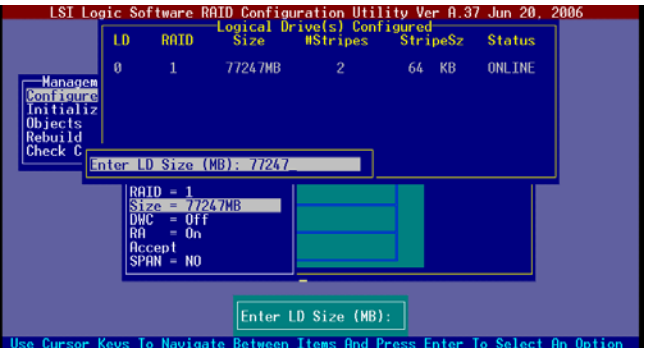 LSI Logic Software RAID Configuration Utility Ver A.37 Jun 20, 2006
Logical Drive(s) Configured
LD RAID Size #Stripes StripeSz Status
0 1 77247MB 2 64 KB ONLINE
Managem
Configure
Initializ
Objects
Rebuild
Check C
Enter LD Size (MB): 77247_
RAID = 1
Size = 77247MB
DWC = Off
RA = On
Accept
SPAN = NO
Enter LD Size (MB):
Use Cursor Keys To Navigate Between Items And Press Enter To Select An Option